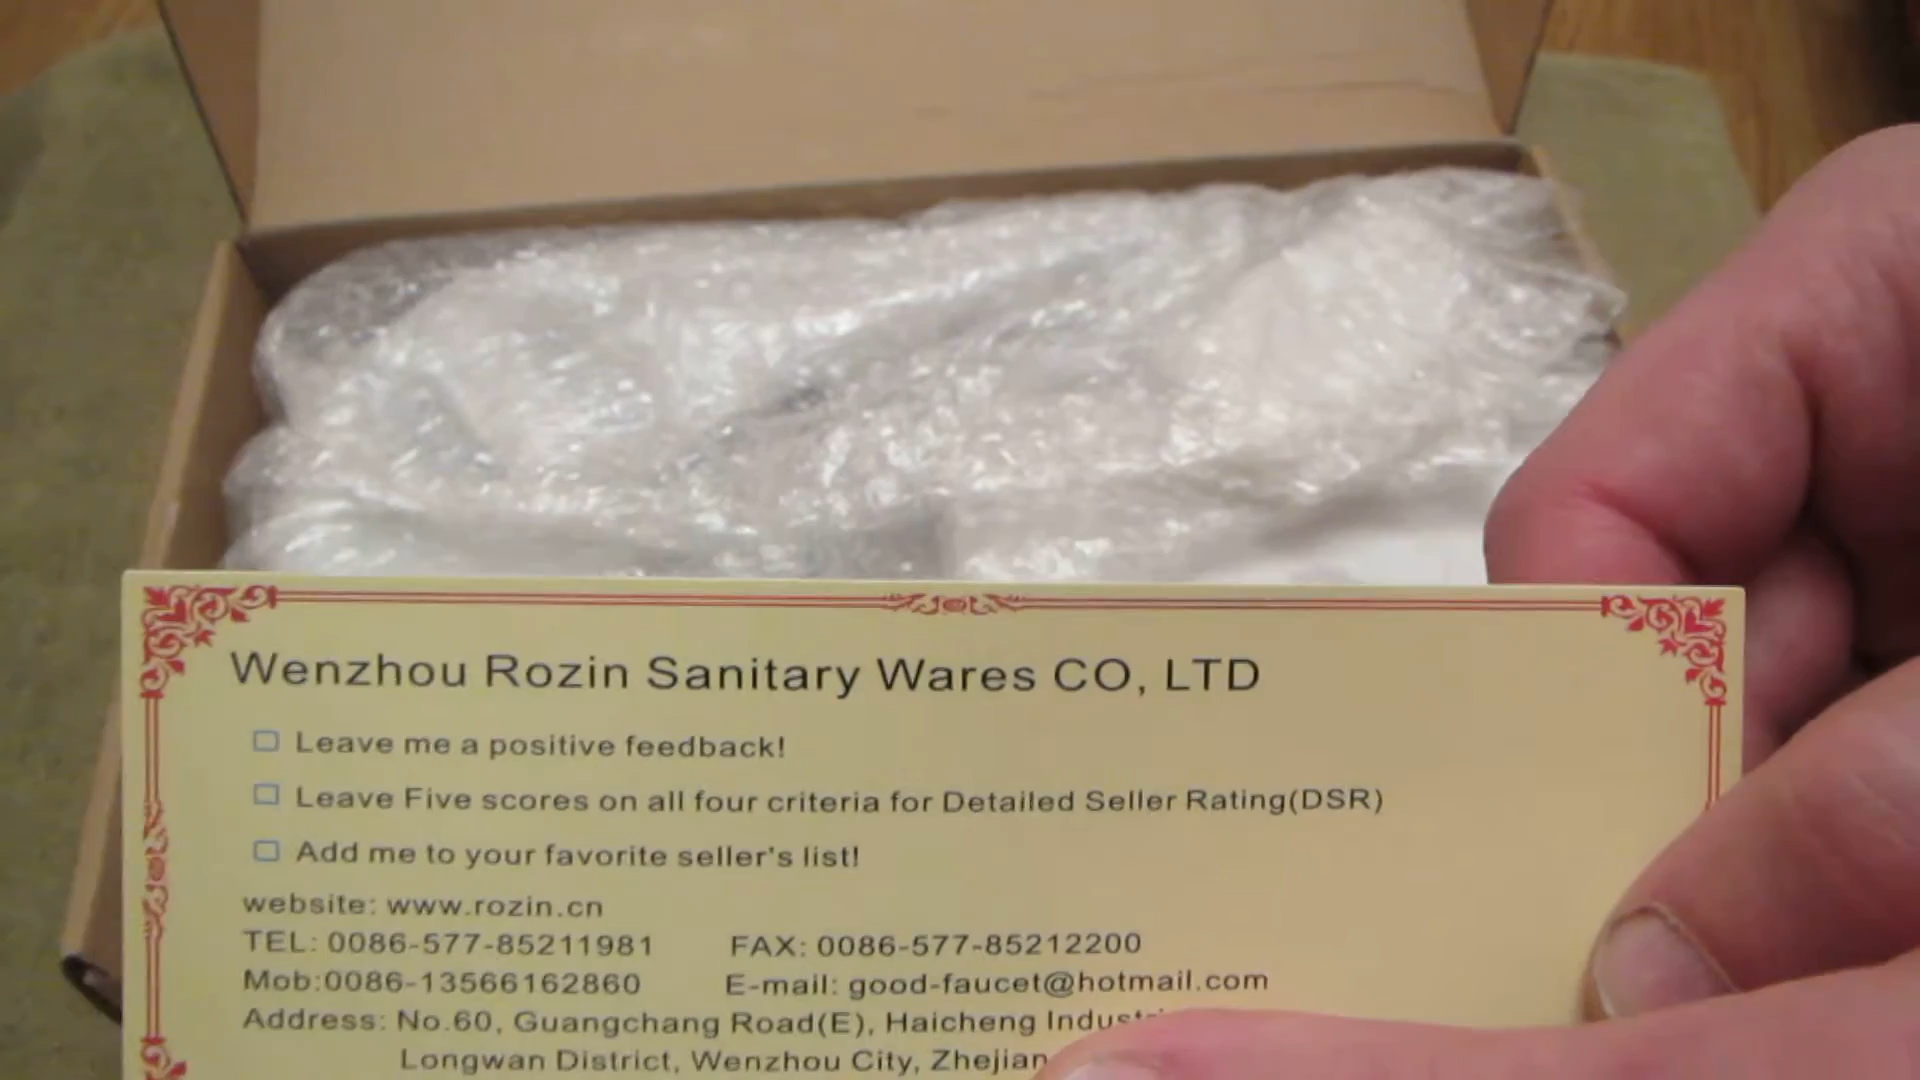 Wenzhou Rozin Sanitary Wares CO, LTD
Leave me a positive feedback!
Leave Five scores on all four criteria for Detailed Seller Rating(DSR)
Add me to your favorite seller's list!
website: www.rozin.cn
TEL: 0086-577-85211981 FAX: 0086-577-85212200
Mob:0086-13566162860 E-mail: good-faucet@hotmail.com
Address: No.60, Guangchang Road(E), Haicheng
Longwan District, Wenzhou City,